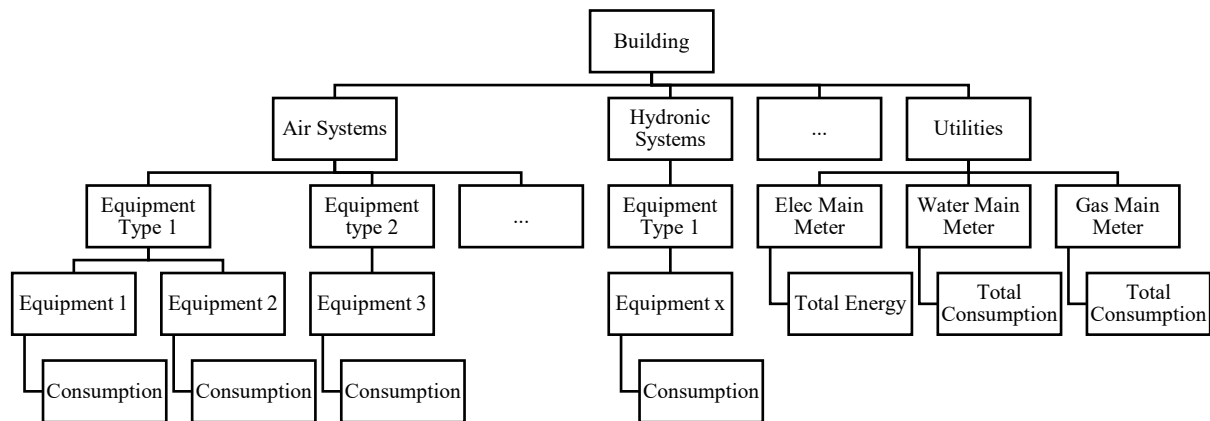 Building
Air Systems
Hydronic
Systems
...
Utilities
Equipment
Type 1
Equipment
type 2
...
Equipment
Type 1
Elec Main
Meter
Water Main
Meter
Gas Main
Meter
Equipment 1
Equipment 2
Equipment 3
Equipment x
Total Energy
Total
Consumption
Total
Consumption
Consumption
Consumption
Consumption
Consumption